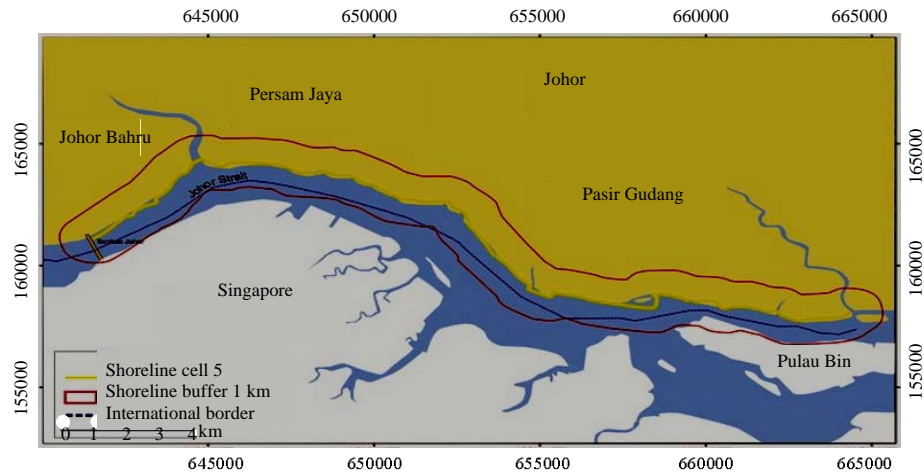 645000 650000 655000 660000 665000
Johor
Persam Jaya
Johor Bahru
165000
165000
Johor Strait
Pasir Gudang
160000
160000
Singapore
Pulau Bin
155000
155000
Shoreline cell 5
Shoreline buffer 1 km
International border
0 1 2 3 4 km
645000 650000 655000 660000 665000